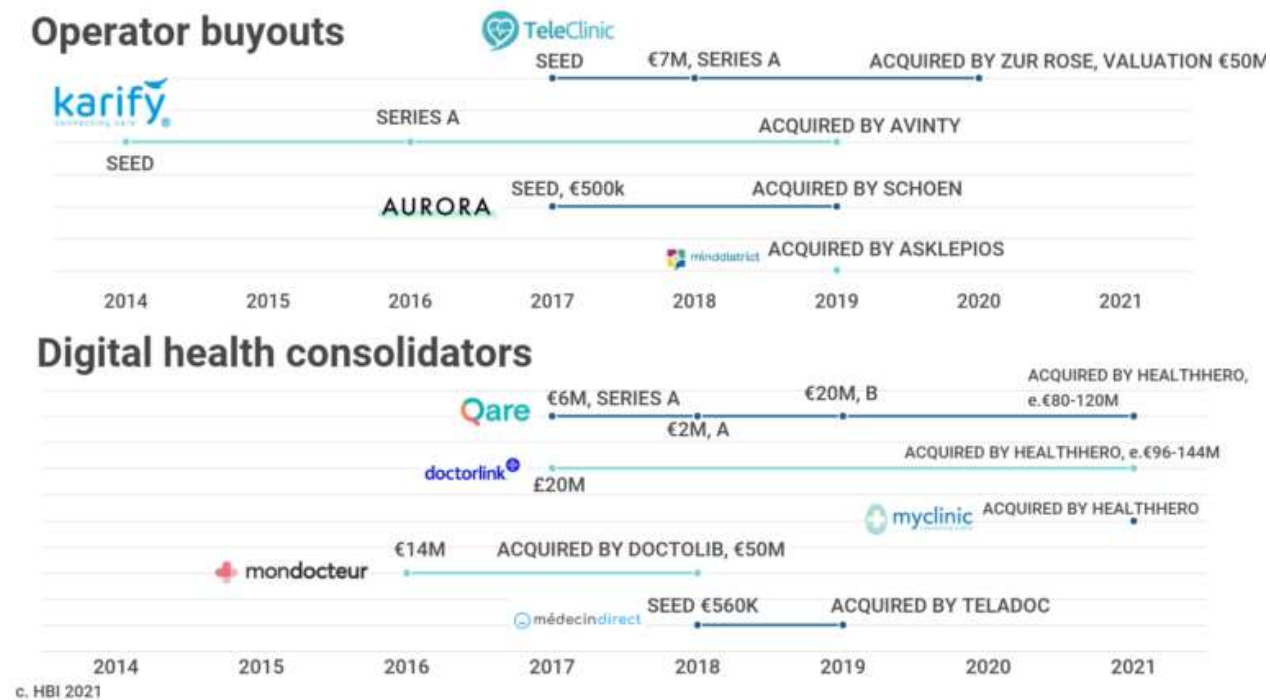 Operator buyouts
TeleClinic
SEED €7M, SERIES A ACQUIRED BY ZUR ROSE, VALUATION €50M
karify
connecting care
SERIES A
ACQUIRED BY AVINTY
SEED
AURORA
SEED, €500k ACQUIRED BY SCHOEN
minddistrict ACQUIRED BY ASKLEPIOS
2014 2015 2016 2017 2018 2019 2020 2021
Digital health consolidators
Qare
€6M, SERIES A €20M, B ACQUIRED BY HEALTHHERO,
e.€80-120M
€2M, A
doctorlink
ACQUIRED BY HEALTHHERO, e.€96-144M
£20M
myclinic ACQUIRED BY HEALTHHERO
€14M ACQUIRED BY DOCTOLIB, €50M
mondocteur
médecindirect SEED €560K ACQUIRED BY TELADOC
2014 2015 2016 2017 2018 2019 2020 2021
c. HBI 2021